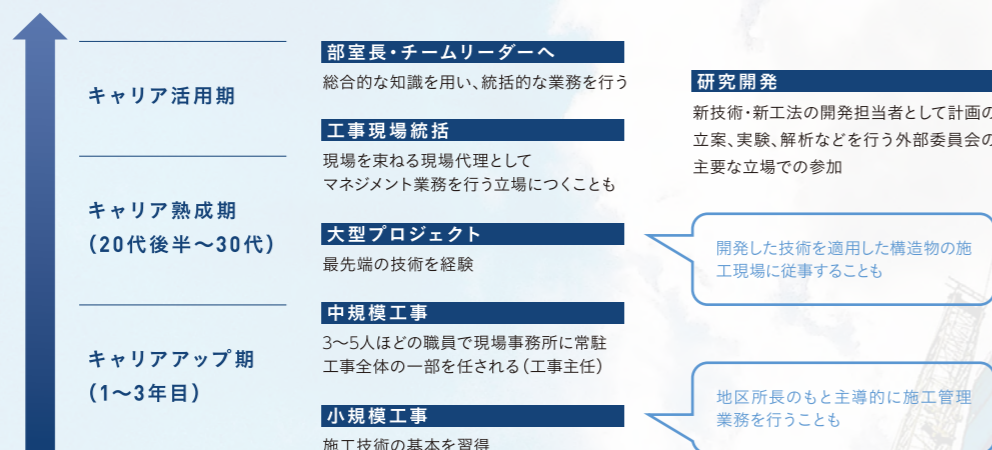 キャリア活用期
キャリア熟成期
(20代後半〜30代)
キャリアアップ期
(1〜3年目)
部室長・チームリーダーへ
総合的な知識を用い、統括的な業務を行う
工事現場統括
現場を束ねる現場代理として
マネジメント業務を行う立場につくことも
大型プロジェクト
最先端の技術を経験
中規模工事
3〜5人ほどの職員で現場事務所に常駐
工事全体の一部を任される(工事主任)
小規模工事
施工技術の基本を習得
研究開発
新技術・新工法の開発担当者として計画の
立案、実験、解析などを行う外部委員会の
主要な立場での参加
開発した技術を適用した構造物の施
工現場に従事することも
地区所長のもと主導的に施工管理
業務を行うことも